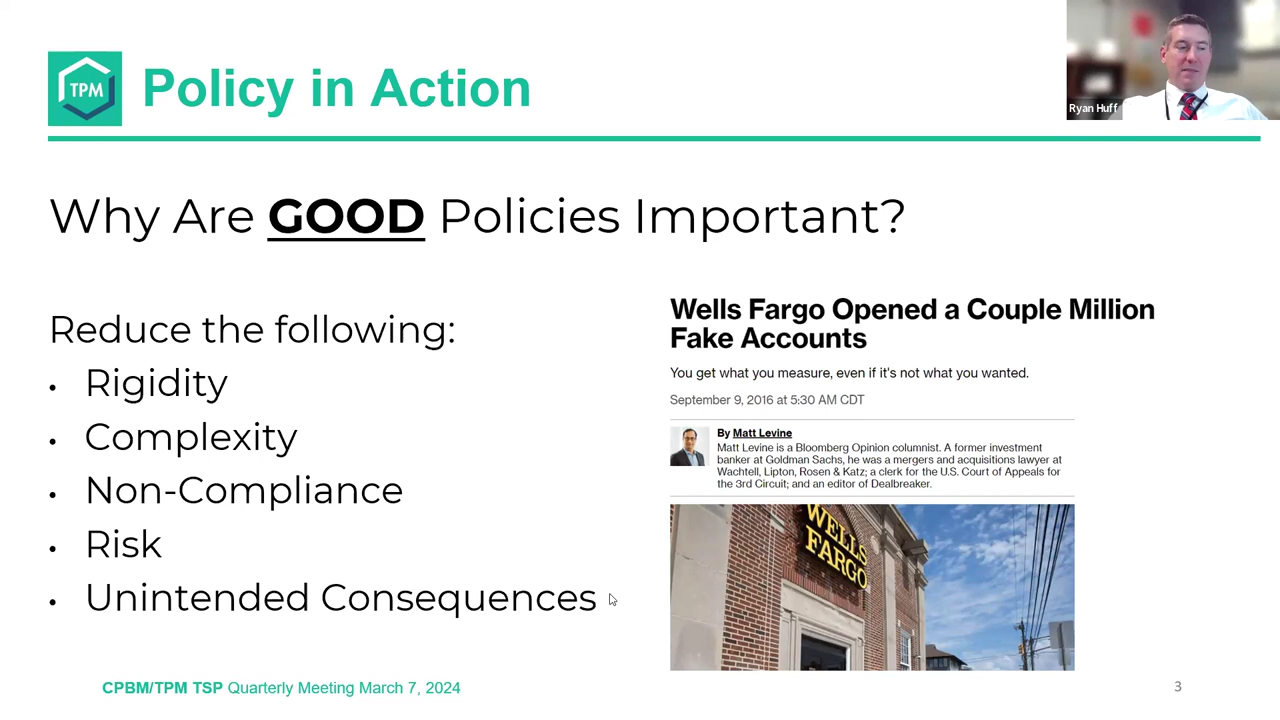 TPM
Policy in Action
Ryan Huff
Why Are GOOD Policies Important?
Reduce the following:
• Rigidity
• Complexity
• Non-Compliance
• Risk
• Unintended Consequences
Wells Fargo Opened a Couple Million
Fake Accounts
You get what you measure, even if it's not what you wanted.
September 9, 2016 at 5:30 AM CDT
By Matt Levine
Matt Levine is a Bloomberg Opinion columnist. A former investment
banker at Goldman Sachs, he was a mergers and acquisitions lawyer at
Wachtell, Lipton, Rosen & Katz; a clerk for the U.S. Court of Appeals for
the 3rd Circuit; and an editor of Dealbreaker.
WELLS
FARGO
CPBM/TPM TSP Quarterly Meeting March 7, 2024
3